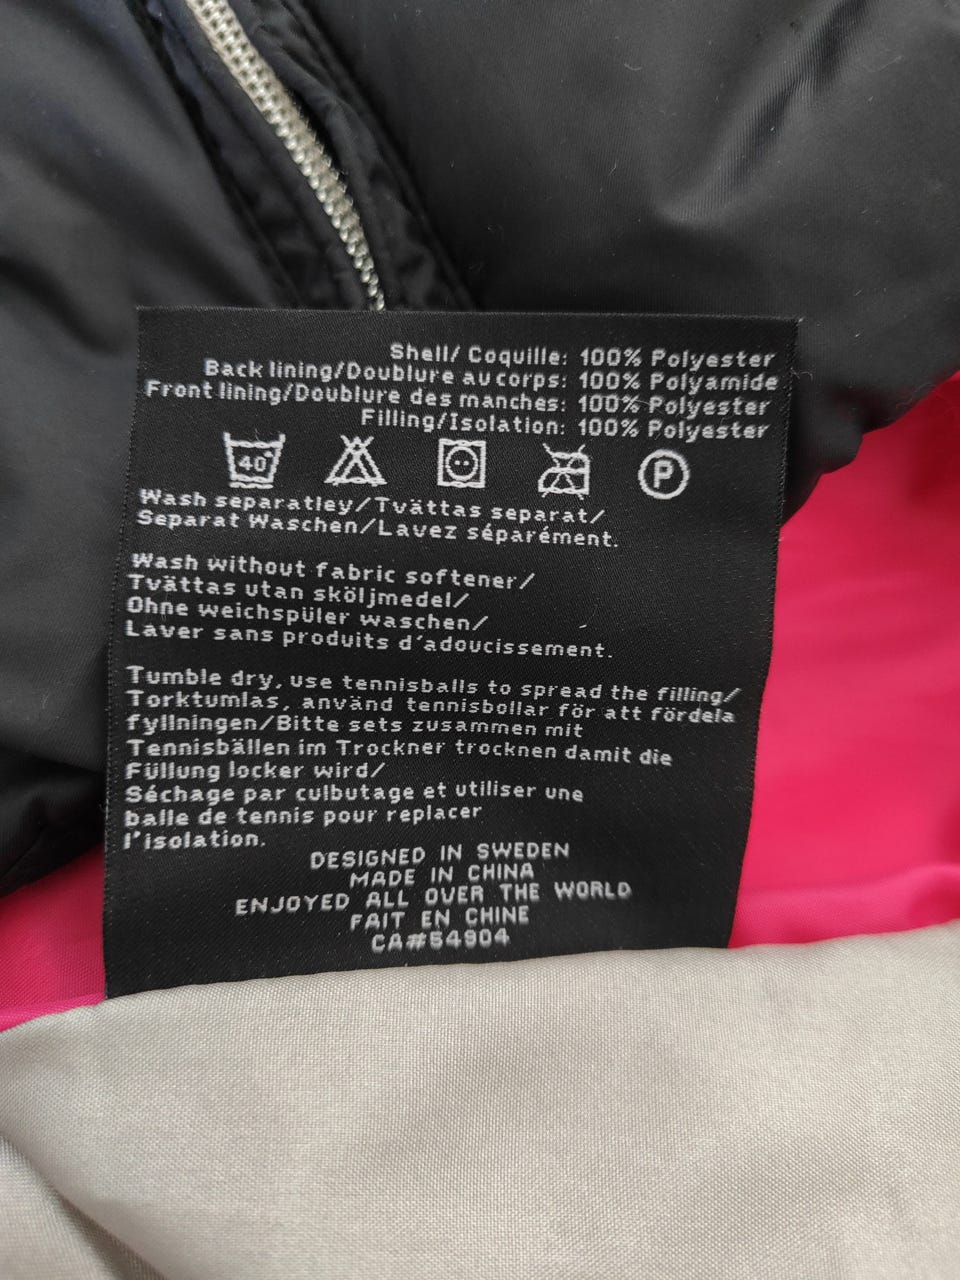 Shell/ Coquille: 100% Polyester
Back lining/Doublure au corps: 100% Polyamide
Front lining/Doublure des manches: 100% Polyester
Filling/Isolation: 100% Polyester
40° P
Wash separatley/Tvättas separat/
Separat Waschen/Lavez séparément.
Wash without fabric softener/
Tvättas utan sköljmedel/
Ohne weichspüler waschen/
Laver sans produits d'adoucissement.
Tumble dry, use tennisballs to spread the filling/
Torktumlas, använd tennisbollar för att fördela
fyllningen/Bitte sets zusammen mit
Tennisbällen im Trockner trocknen damit die
Füllung locker wird/
Séchage par culbutage et utiliser une
balle de tennis pour replacer
l'isolation.
DESIGNED IN SWEDEN
MADE IN CHINA
ENJOYED ALL OVER THE WORLD
FAIT EN CHINE
CA#54904